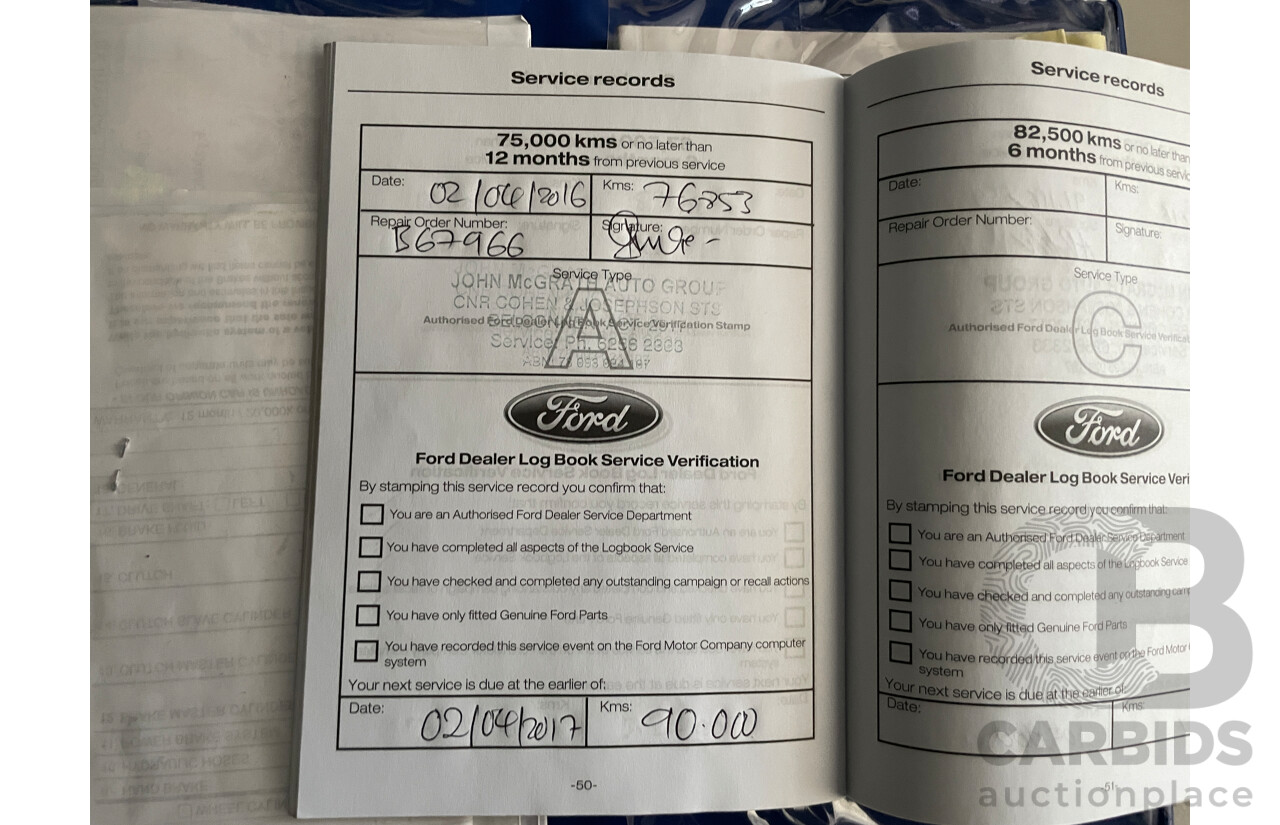 Service records
75,000 kms or no later than
12 months from previous service
Date: 02/04/2016 Kms: 76253
Repair Order Number: B67966 Signature:
Service Type
JOHN McGRATH AUTO GROUP
CNR COHEN & JOSEPHSON STS
Authorised Ford Dealer Log Book Service Verification Stamp
Service: Ph: 6256 2333
A
Ford
Ford Dealer Log Book Service Verification
By stamping this service record you confirm that:
You are an Authorised Ford Dealer Service Department
You have completed all aspects of the Logbook Service
You have checked and completed any outstanding campaign or recall actions
You have only fitted Genuine Ford Parts
You have recorded this service event on the Ford Motor Company computer
system
Your next service is due at the earlier of:
Date: 02/04/2017 Kms: 90.000
-50-
Service records
82,500 kms or no later than
6 months from previous servic
Date: Kms:
Repair Order Number: Signature:
Service Type
Authorised Ford Dealer Log Book Service Verificat
C
Ford
Ford Dealer Log Book Service Veri
By stamping this service record you confirm that:
You are an Authorised Ford Dealer Service Department
You have completed all aspects of the Logbook Service
You have checked and completed any outstanding camp
You have only fitted Genuine Ford Parts
You have recorded this service event on the Ford Motor
system
Your next service is due at the earlier of:
Date: Kms:
51
CB
CARBIDS
auctionplace